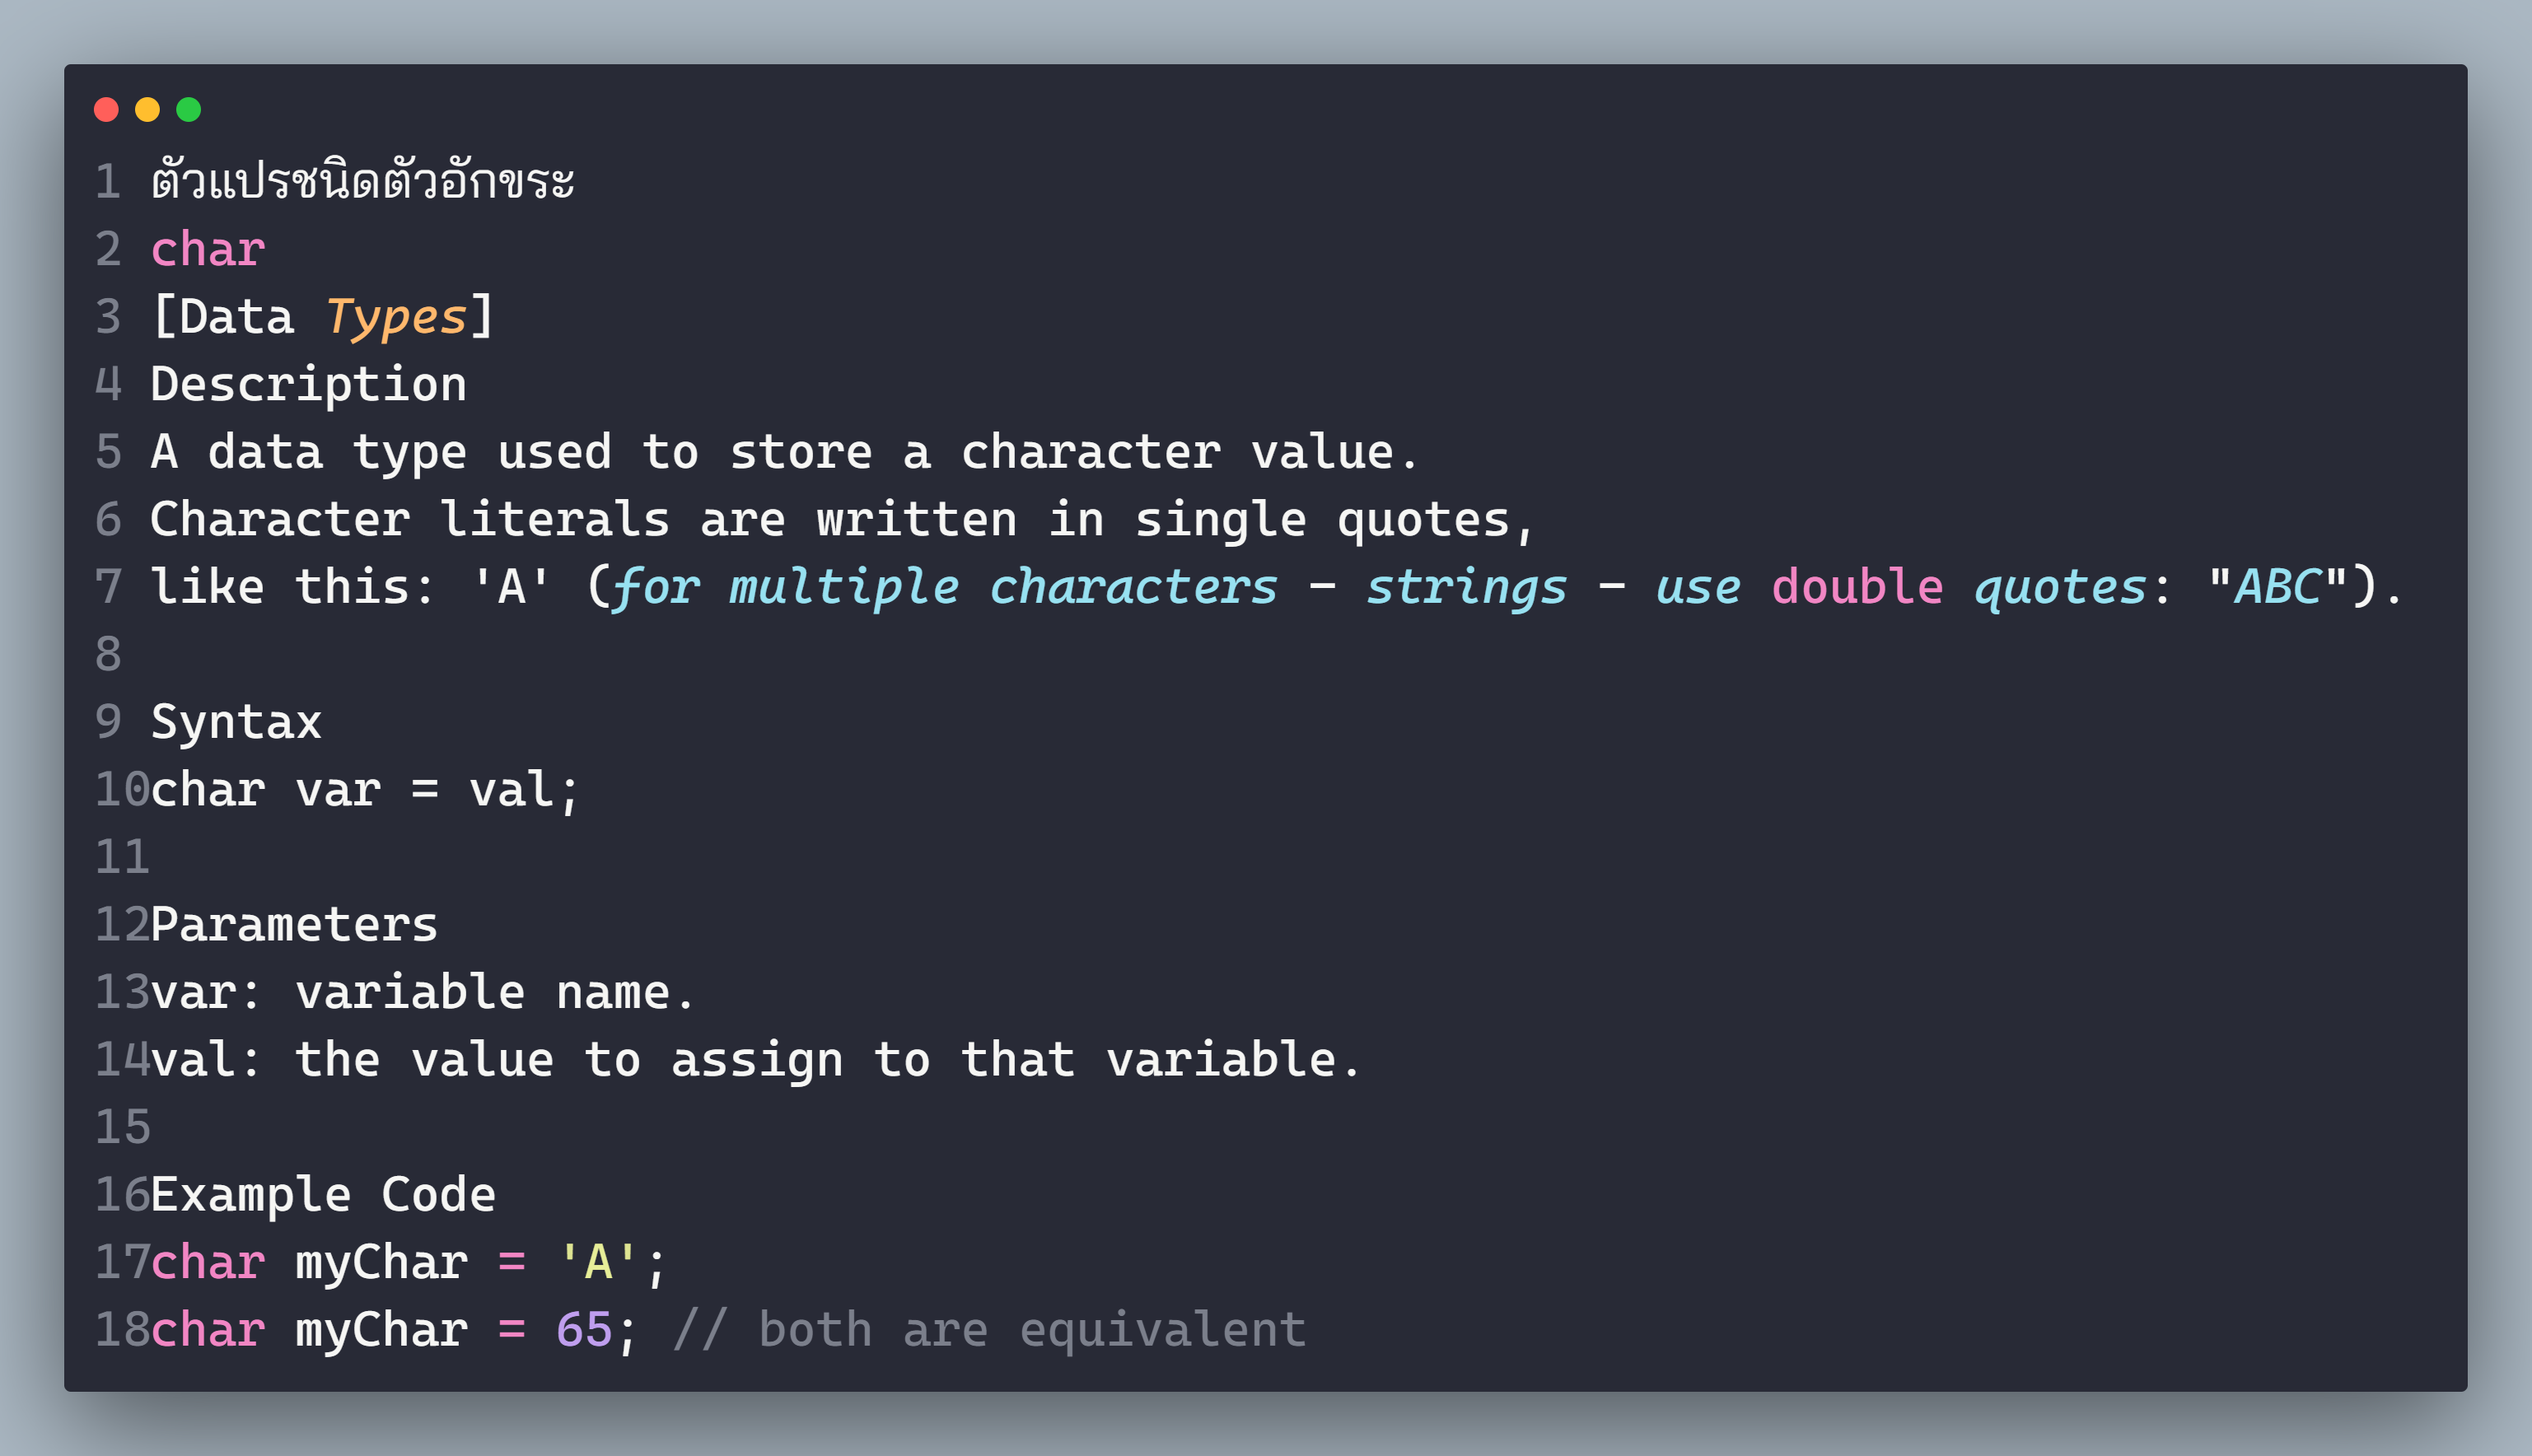 1 ตัวแปรชนิดตัวอักขระ
2 char
3 [Data Types]
4 Description
5 A data type used to store a character value.
6 Character literals are written in single quotes,
7 like this: 'A' (for multiple characters - strings - use double quotes: "ABC").
8
9 Syntax
10 char var = val;
11
12 Parameters
13 var: variable name.
14 val: the value to assign to that variable.
15
16 Example Code
17 char myChar = 'A';
18 char myChar = 65; // both are equivalent